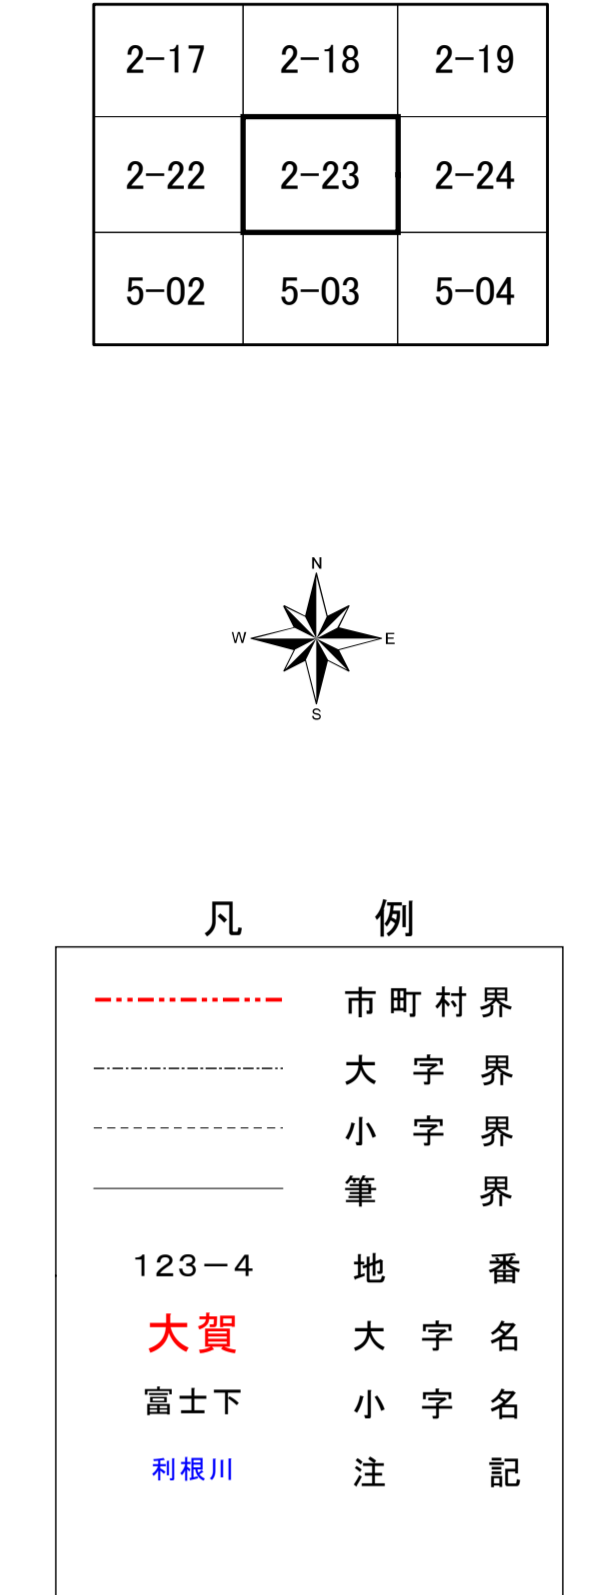 2-17 2-18 2-19
2-22 2-23 2-24
5-02 5-03 5-04
N
W E
S
凡 例
市町村界
大字界
小字界
筆界
123-4 地番
大賀 大字名
富士下 小字名
利根川 注記